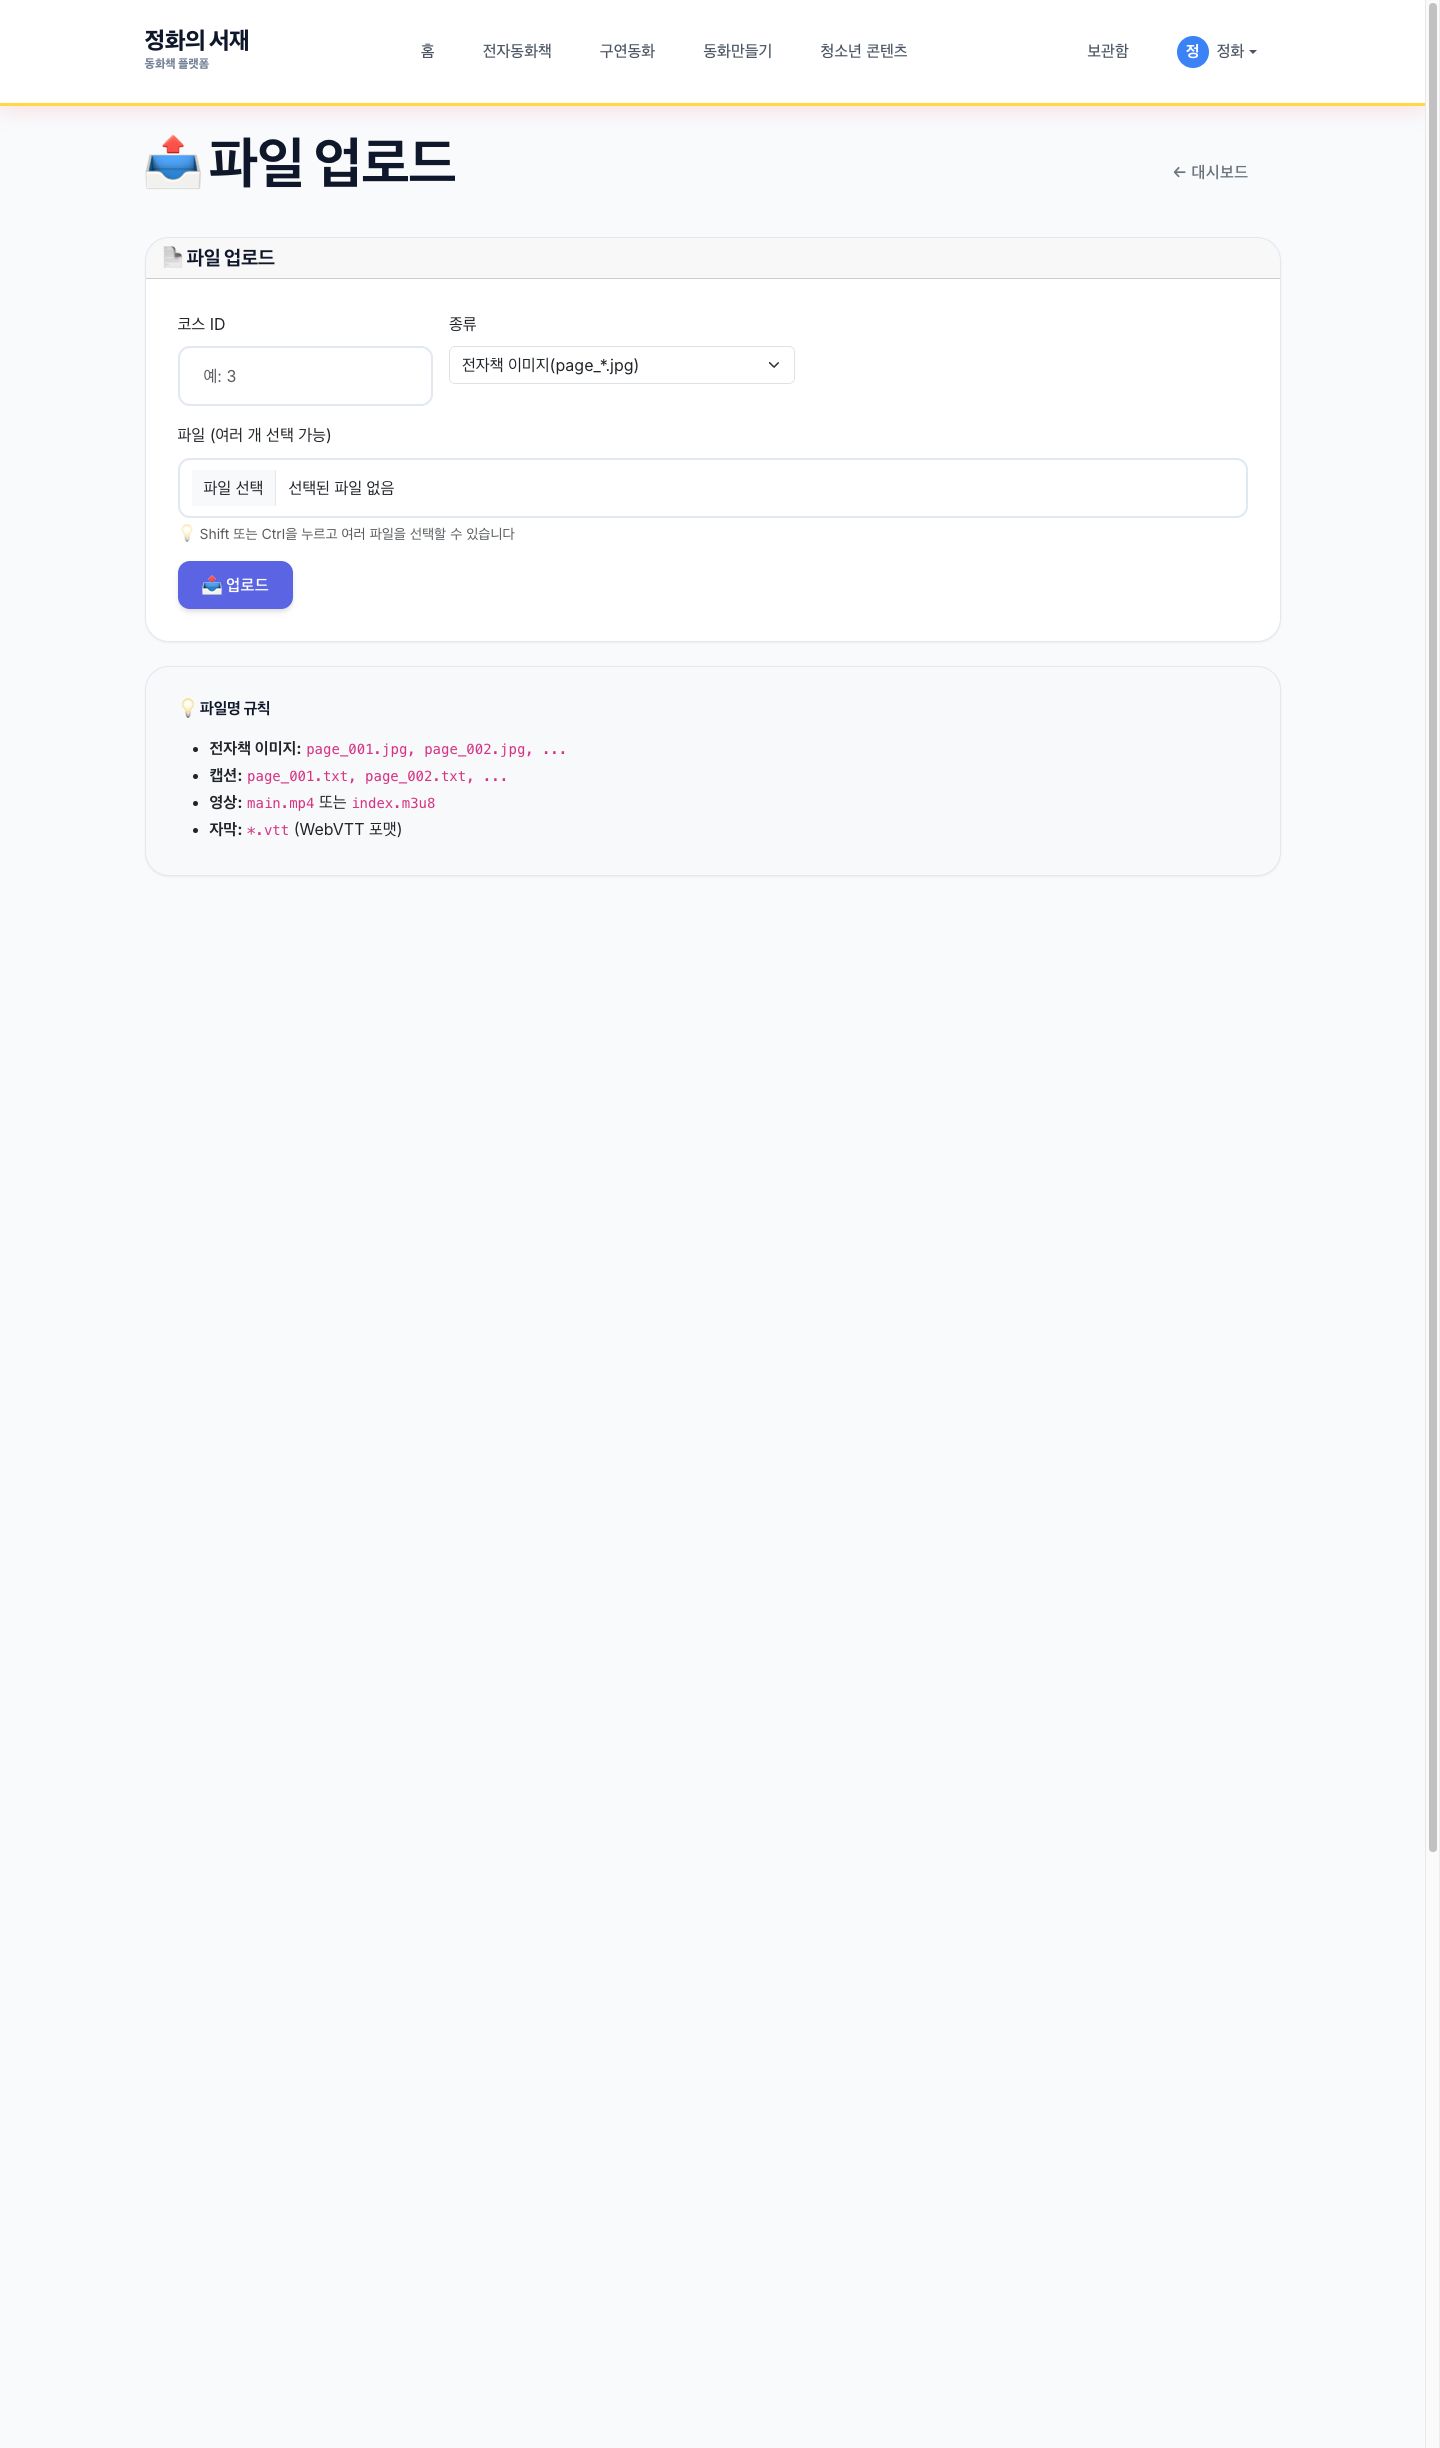 정화의 서재
동화책 플랫폼
홈 전자동화책 구연동화 동화만들기 청소년 콘텐츠 보관함 정 정화
📤 파일 업로드
← 대시보드
파일 업로드
코스 ID 종류
예: 3 전자책 이미지(page_*.jpg)
파일 (여러 개 선택 가능)
파일 선택 선택된 파일 없음
💡 Shift 또는 Ctrl을 누르고 여러 파일을 선택할 수 있습니다
📤 업로드
💡 파일명 규칙
• 전자책 이미지: page_001.jpg, page_002.jpg, ...
• 캡션: page_001.txt, page_002.txt, ...
• 영상: main.mp4 또는 index.m3u8
• 자막: *.vtt (WebVTT 포맷)